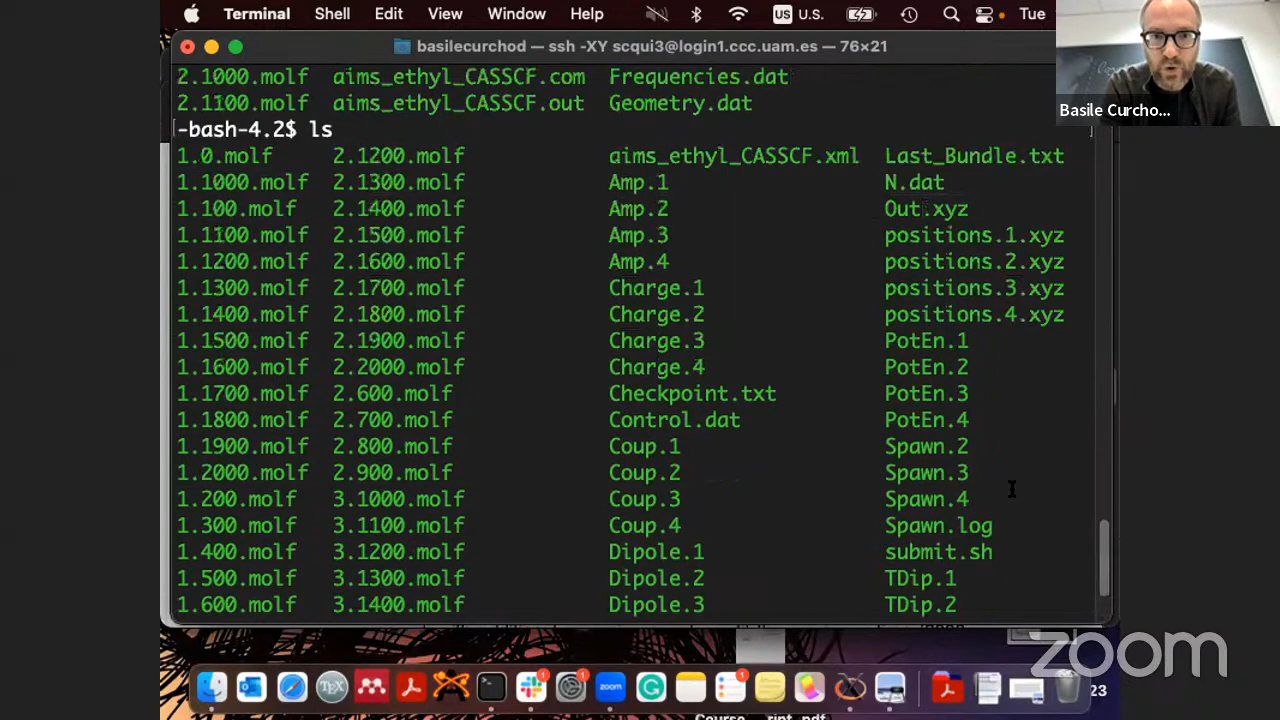 Terminal Shell Edit View Window Help US U.S. Tue
basilecurchod — ssh -XY scqui3@login1.ccc.uam.es — 76×21
2.1000.molf aims_ethyl_CASSCF.com Frequencies.dat
2.1100.molf aims_ethyl_CASSCF.out Geometry.dat
[-bash-4.2$ ls ]
1.0.molf 2.1200.molf aims_ethyl_CASSCF.xml Last_Bundle.txt
1.1000.molf 2.1300.molf Amp.1 N.dat
1.100.molf 2.1400.molf Amp.2 Out.xyz
1.1100.molf 2.1500.molf Amp.3 positions.1.xyz
1.1200.molf 2.1600.molf Amp.4 positions.2.xyz
1.1300.molf 2.1700.molf Charge.1 positions.3.xyz
1.1400.molf 2.1800.molf Charge.2 positions.4.xyz
1.1500.molf 2.1900.molf Charge.3 PotEn.1
1.1600.molf 2.2000.molf Charge.4 PotEn.2
1.1700.molf 2.600.molf Checkpoint.txt PotEn.3
1.1800.molf 2.700.molf Control.dat PotEn.4
1.1900.molf 2.800.molf Coup.1 Spawn.2
1.2000.molf 2.900.molf Coup.2 Spawn.3
1.200.molf 3.1000.molf Coup.3 Spawn.4
1.300.molf 3.1100.molf Coup.4 Spawn.log
1.400.molf 3.1200.molf Dipole.1 submit.sh
1.500.molf 3.1300.molf Dipole.2 TDip.1
1.600.molf 3.1400.molf Dipole.3 TDip.2
Basile Curcho...
zoom
TEX
zoom
23